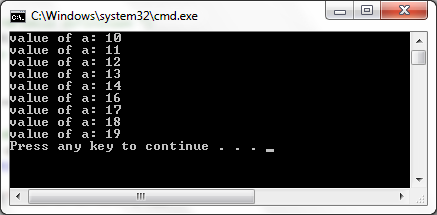 C:\Windows\system32\cmd.exe
value of a: 10
value of a: 11
value of a: 12
value of a: 13
value of a: 14
value of a: 16
value of a: 17
value of a: 18
value of a: 19
Press any key to continue . . . _